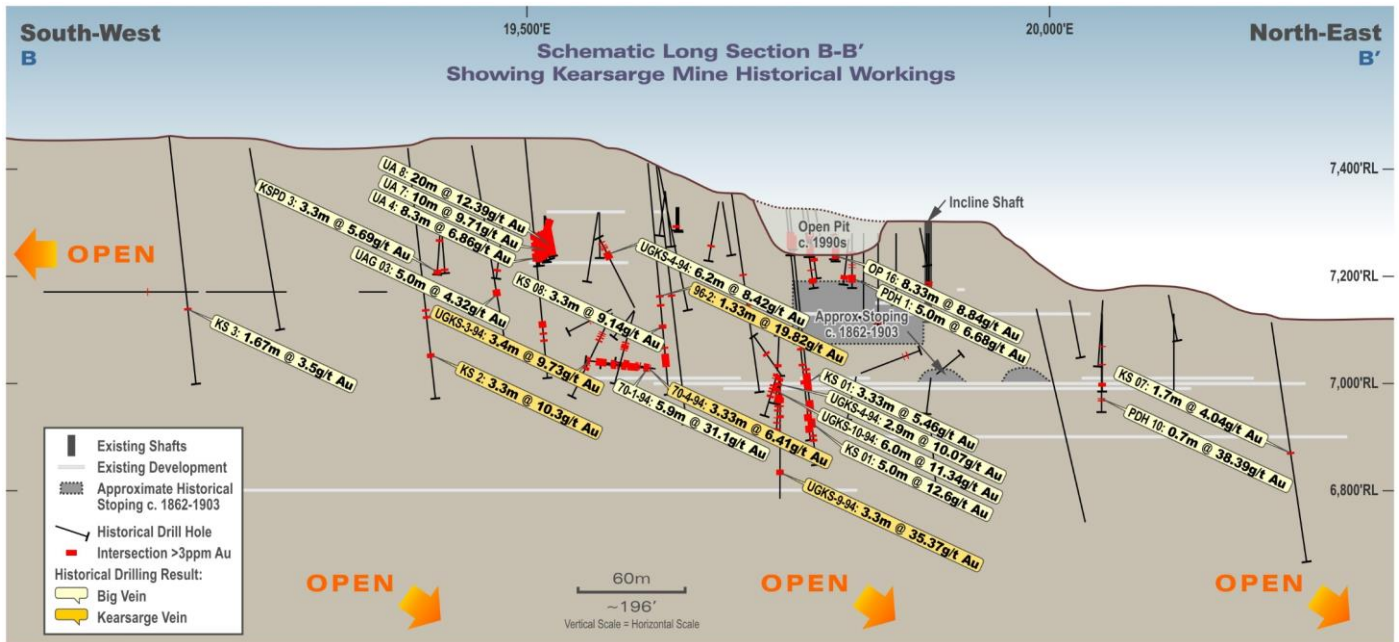 South-West
B
19,500'E
20,000'E
North-East
B'
Schematic Long Section B-B'
Showing Kearsarge Mine Historical Workings
7,400'RL
7,200'RL
7,000'RL
6,800'RL
OPEN
UA 8: 20m @ 12.39g/t Au
UA 7: 10m @ 9.71g/t Au
UA 4: 8.3m @ 6.86g/t Au
KSPD 3: 3.3m @ 5.69g/t Au
UAG 03: 5.0m @ 4.32g/t Au
KS 3: 1.67m @ 3.5g/t Au
UGKS-3-94: 3.4m @ 9.73g/t Au
KS 2: 3.3m @ 10.3g/t Au
KS 08: 3.3m @ 9.14g/t Au
UGKS-4-94: 6.2m @ 8.42g/t Au
96-2: 1.33m @ 19.82g/t Au
70-1-94: 5.9m @ 31.1g/t Au
70-4-94: 3.33m @ 6.41g/t Au
Open Pit
c. 1990s
Incline Shaft
OP 16: 8.33m @ 8.84g/t Au
PDH 1: 5.0m @ 6.68g/t Au
Approx Stoping
c. 1862-1903
KS 01: 3.33m @ 5.46g/t Au
UGKS-4-94: 2.9m @ 10.07g/t Au
UGKS-10-94: 6.0m @ 11.34g/t Au
KS 01: 5.0m @ 12.6g/t Au
UGKS-9-94: 3.3m @ 35.37g/t Au
KS 07: 1.7m @ 4.04g/t Au
PDH 10: 0.7m @ 38.39g/t Au
Existing Shafts
Existing Development
Approximate Historical
Stoping c. 1862-1903
Historical Drill Hole
Intersection >3ppm Au
Historical Drilling Result:
Big Vein
Kearsarge Vein
OPEN
60m
~196'
Vertical Scale = Horizontal Scale
OPEN
OPEN